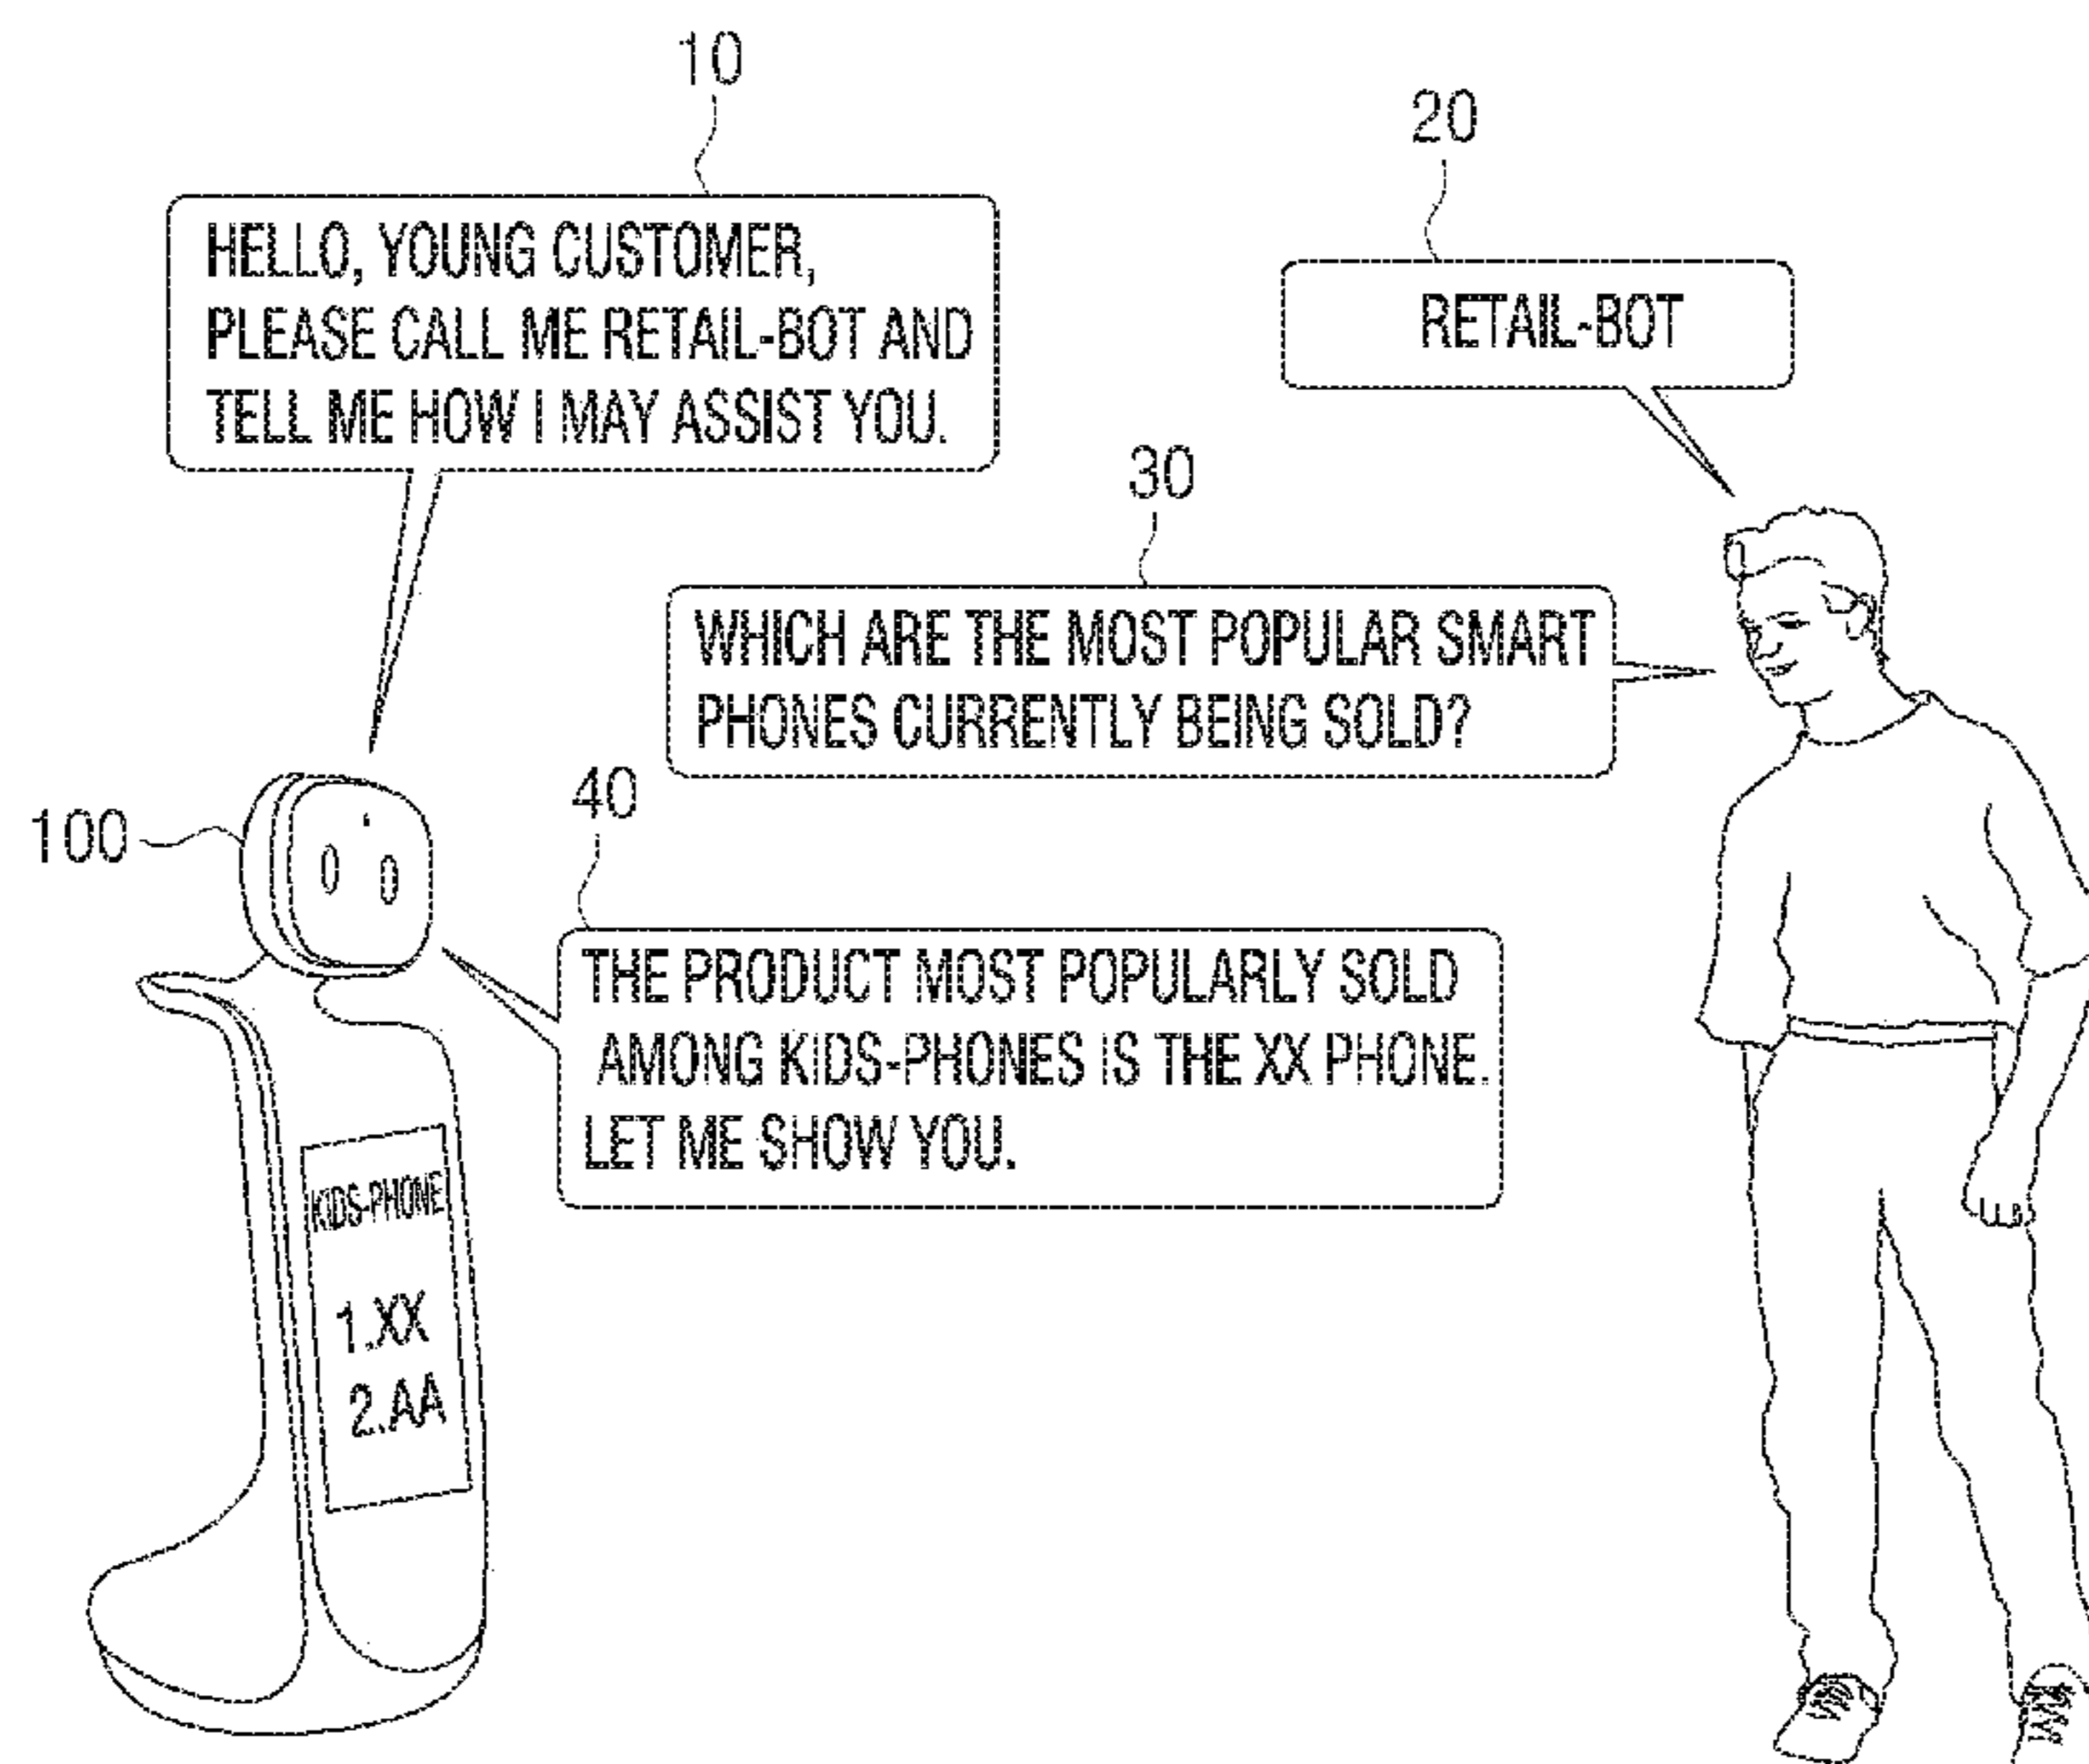 10
HELLO, YOUNG CUSTOMER,
PLEASE CALL ME RETAIL-BOT AND
TELL ME HOW I MAY ASSIST YOU.
20
RETAIL-BOT
30
WHICH ARE THE MOST POPULAR SMART
PHONES CURRENTLY BEING SOLD?
100
40
THE PRODUCT MOST POPULARLY SOLD
AMONG KIDS-PHONES IS THE XX PHONE.
LET ME SHOW YOU.
KIDS-PHONE
1.XX
2.AA